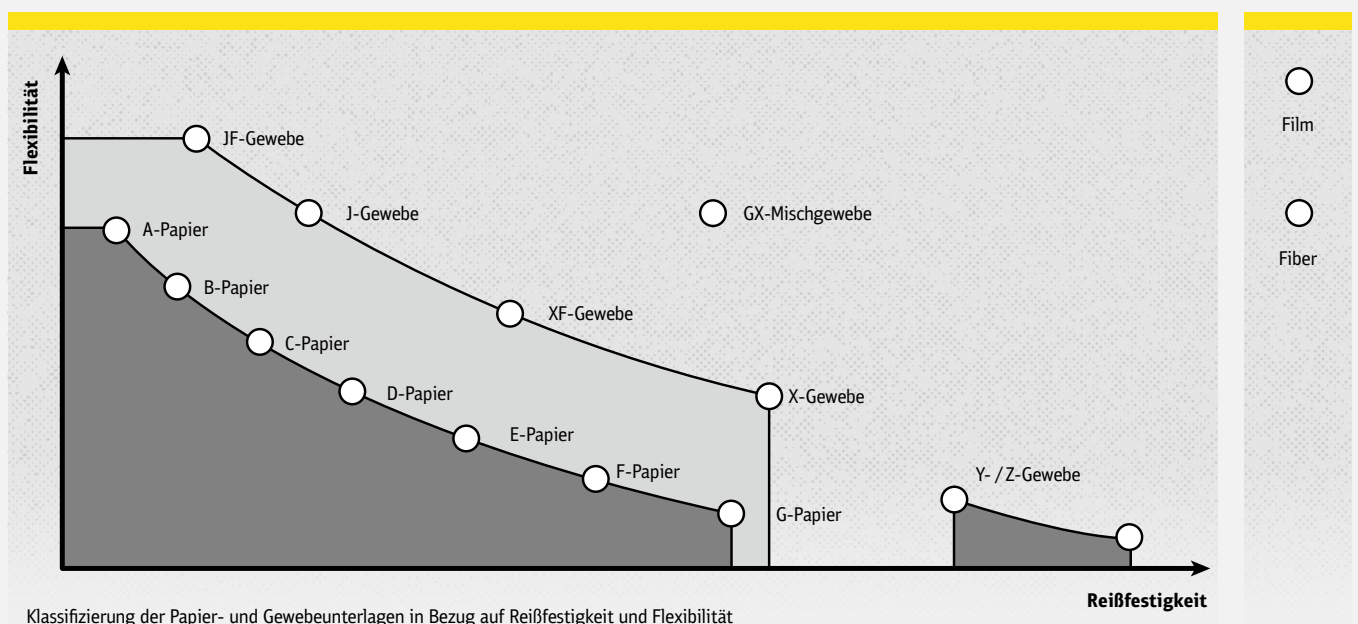 Flexibilität
JF-Gewebe
J-Gewebe
GX-Mischgewebe
A-Papier
B-Papier
XF-Gewebe
C-Papier
D-Papier
X-Gewebe
E-Papier
F-Papier
Y- / Z-Gewebe
G-Papier
Reißfestigkeit
Klassifizierung der Papier- und Gewebeunterlagen in Bezug auf Reißfestigkeit und Flexibilität
Film
Fiber